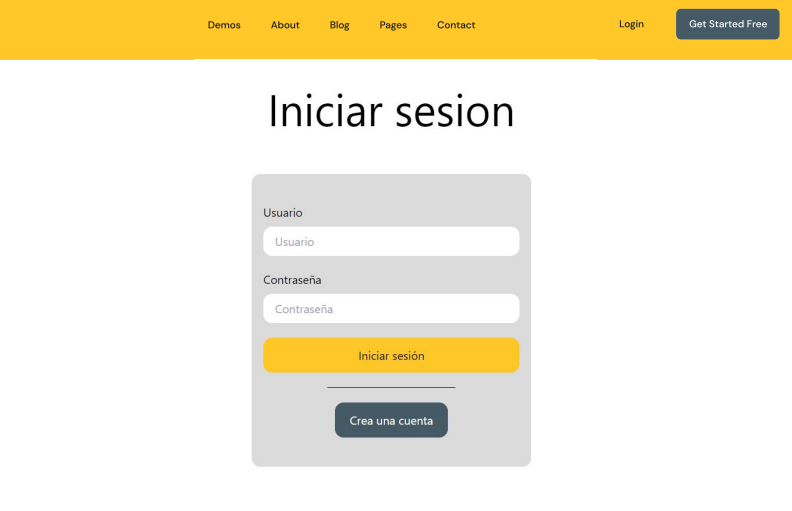 Demos About Blog Pages Contact Login Get Started Free
Iniciar sesion
Usuario
Usuario
Contraseña
Contraseña
Iniciar sesión
Crea una cuenta